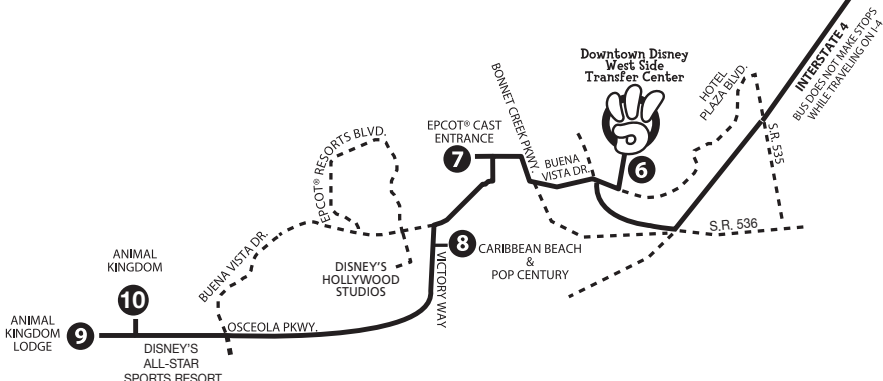 INTERSTATE 4
BUS DOES NOT MAKE STOPS
WHILE TRAVELING ON I-4
Downtown Disney
West Side
Transfer Center
6
HOTEL
PLAZA BLVD.
S.R. 535
BONNET CREEK PKWY.
EPCOT® CAST
ENTRANCE
7
BUENA
VISTA DR.
EPCOT® RESORTS BLVD.
S.R. 536
8
CARIBBEAN BEACH
&
POP CENTURY
VICTORY WAY
DISNEY'S
HOLLYWOOD
STUDIOS
BUENA VISTA DR.
ANIMAL
KINGDOM
10
OSCEOLA PKWY.
ANIMAL
KINGDOM
LODGE
9
DISNEY'S
ALL-STAR
SPORTS RESORT